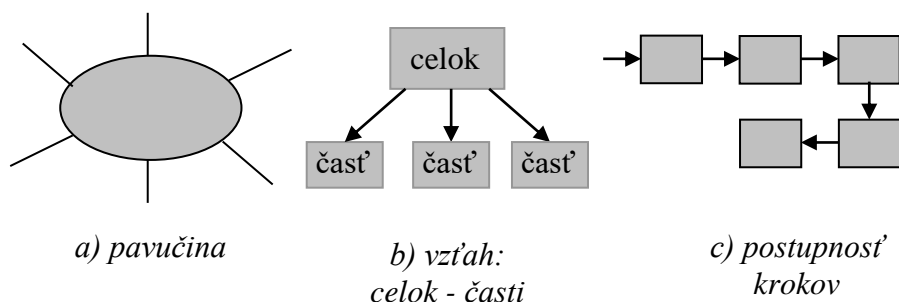 celok
časť časť časť
a) pavučina
b) vzťah:
celok - časti
c) postupnosť
krokov